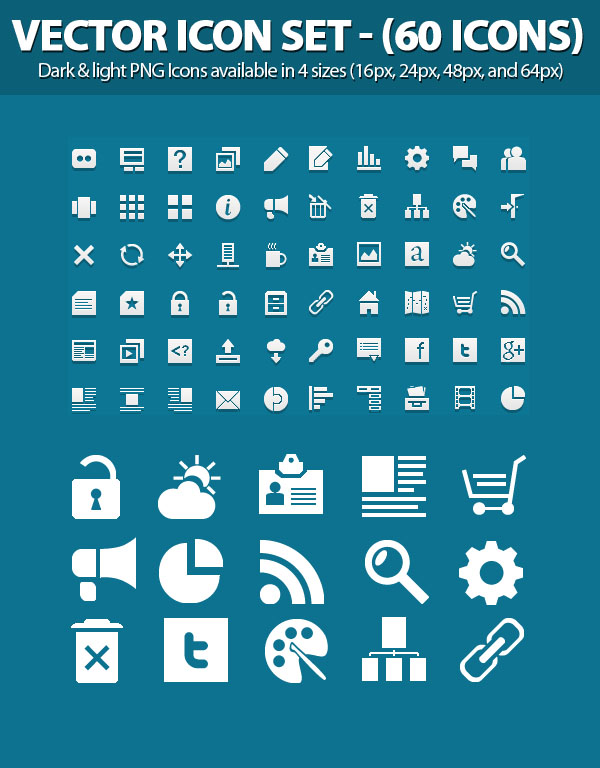 VECTOR ICON SET - (60 ICONS)
Dark & light PNG Icons available in 4 sizes (16px, 24px, 48px, and 64px)
?
i
a
<?
f
t
g+
t